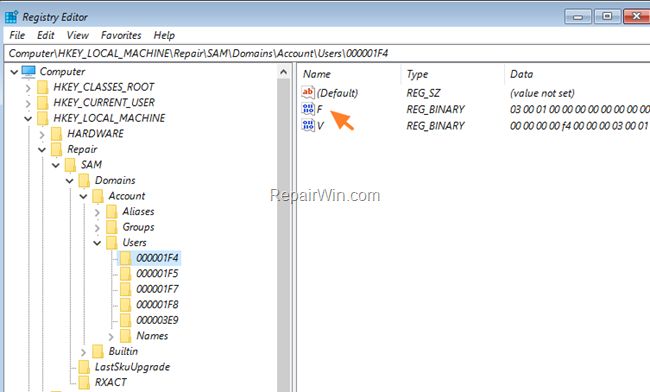 Registry Editor
File Edit View Favorites Help
Computer\HKEY_LOCAL_MACHINE\Repair\SAM\Domains\Account\Users\000001F4
Computer
HKEY_CLASSES_ROOT
HKEY_CURRENT_USER
HKEY_LOCAL_MACHINE
HARDWARE
Repair
SAM
Domains
Account
Aliases
Groups
Users
000001F4
000001F5
000001F7
000001F8
000003E9
Names
Builtin
LastSkuUpgrade
RXACT
Name Type Data
ab (Default) REG_SZ (value not set)
F REG_BINARY 03 00 01 00 00 00 00 00 00 00 00
V REG_BINARY 00 00 00 00 f4 00 00 00 03 00 01
RepairWin.com